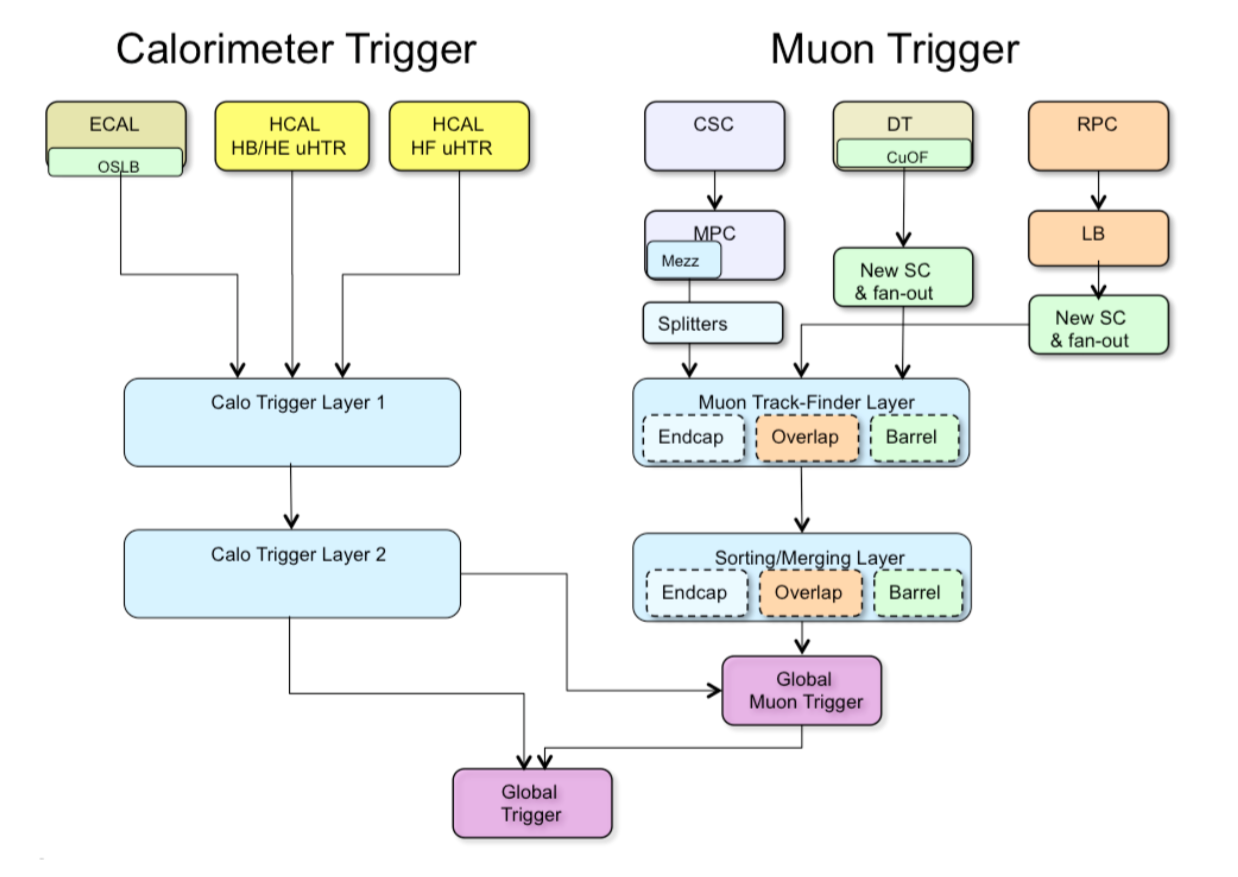 Calorimeter Trigger
Muon Trigger
ECAL
OSLB
HCAL
HB/HE uHTR
HCAL
HF uHTR
CSC
DT
CuOF
RPC
MPC
Mezz
LB
New SC
& fan-out
Splitters
New SC
& fan-out
Calo Trigger Layer 1
Muon Track-Finder Layer
Endcap
Overlap
Barrel
Calo Trigger Layer 2
Sorting/Merging Layer
Endcap
Overlap
Barrel
Global
Muon Trigger
Global
Trigger